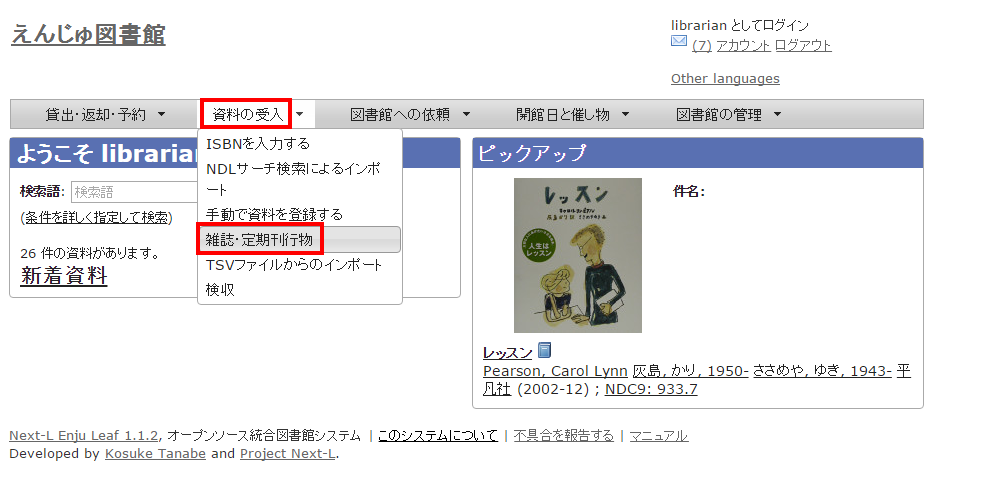 えんじゅ図書館
librarian としてログイン
(7) アカウント ログアウト
Other languages
貸出・返却・予約 資料の受入 図書館への依頼 開館日と催し物 図書館の管理
ISBNを入力する
NDLサーチ検索によるインポ
ート
手動で資料を登録する
雑誌・定期刊行物
TSVファイルからのインポート
検収
ようこそ librarian
検索語: 検索語
(条件を詳しく指定して検索)
26 件の資料があります。
新着資料
ピックアップ
レッスン
人生は
レッスン
件名:
レッスン
Pearson, Carol Lynn 灰島, かり, 1950- ささめや, ゆき, 1943- 平
凡社 (2002-12) ; NDC9: 933.7
Next-L Enju Leaf 1.1.2, オープンソース統合図書館システム | このシステムについて | 不具合を報告する | マニュアル
Developed by Kosuke Tanabe and Project Next-L.